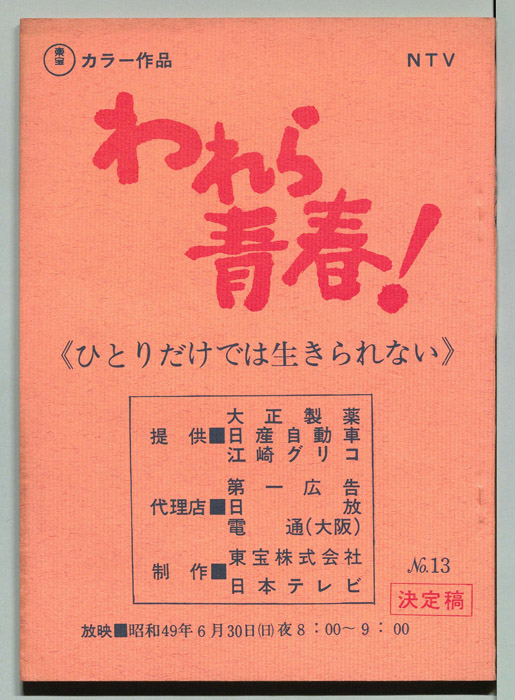 東宝 カラー作品 NTV
われら
青春!
《ひとりだけでは生きられない》
大正製薬
提供■日産自動車
江崎グリコ
第一広告
代理店■日放
電通(大阪)
東宝株式会社
制作■
日本テレビ
No.13
決定稿
放映■昭和49年6月30日(日)夜8:00〜9:00